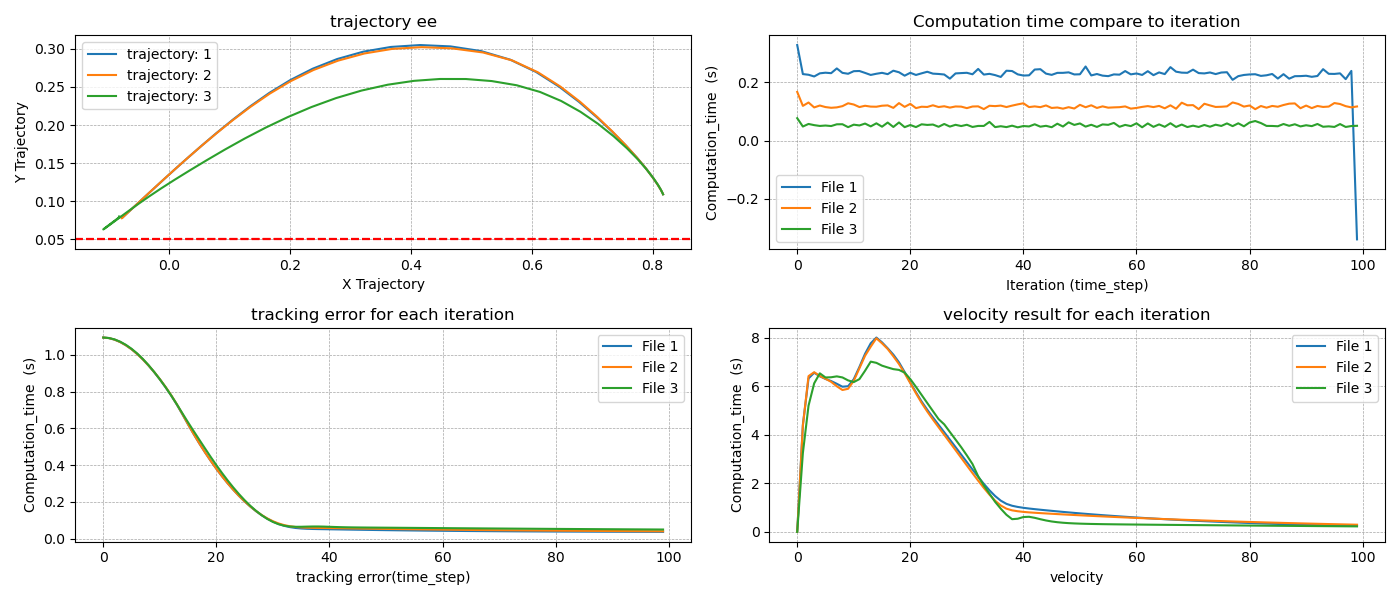 trajectory ee
trajectory: 1
trajectory: 2
trajectory: 3
0.30
0.25
0.20
0.15
0.10
0.05
Y Trajectory
0.0 0.2 0.4 0.6 0.8
X Trajectory
Computation time compare to iteration
0.2
0.0
−0.2
Computation_time (s)
File 1
File 2
File 3
0 20 40 60 80 100
Iteration (time_step)
tracking error for each iteration
File 1
File 2
File 3
1.0
0.8
0.6
0.4
0.2
0.0
Computation_time (s)
0 20 40 60 80 100
tracking error(time_step)
velocity result for each iteration
File 1
File 2
File 3
8
6
4
2
0
Computation_time (s)
0 20 40 60 80 100
velocity